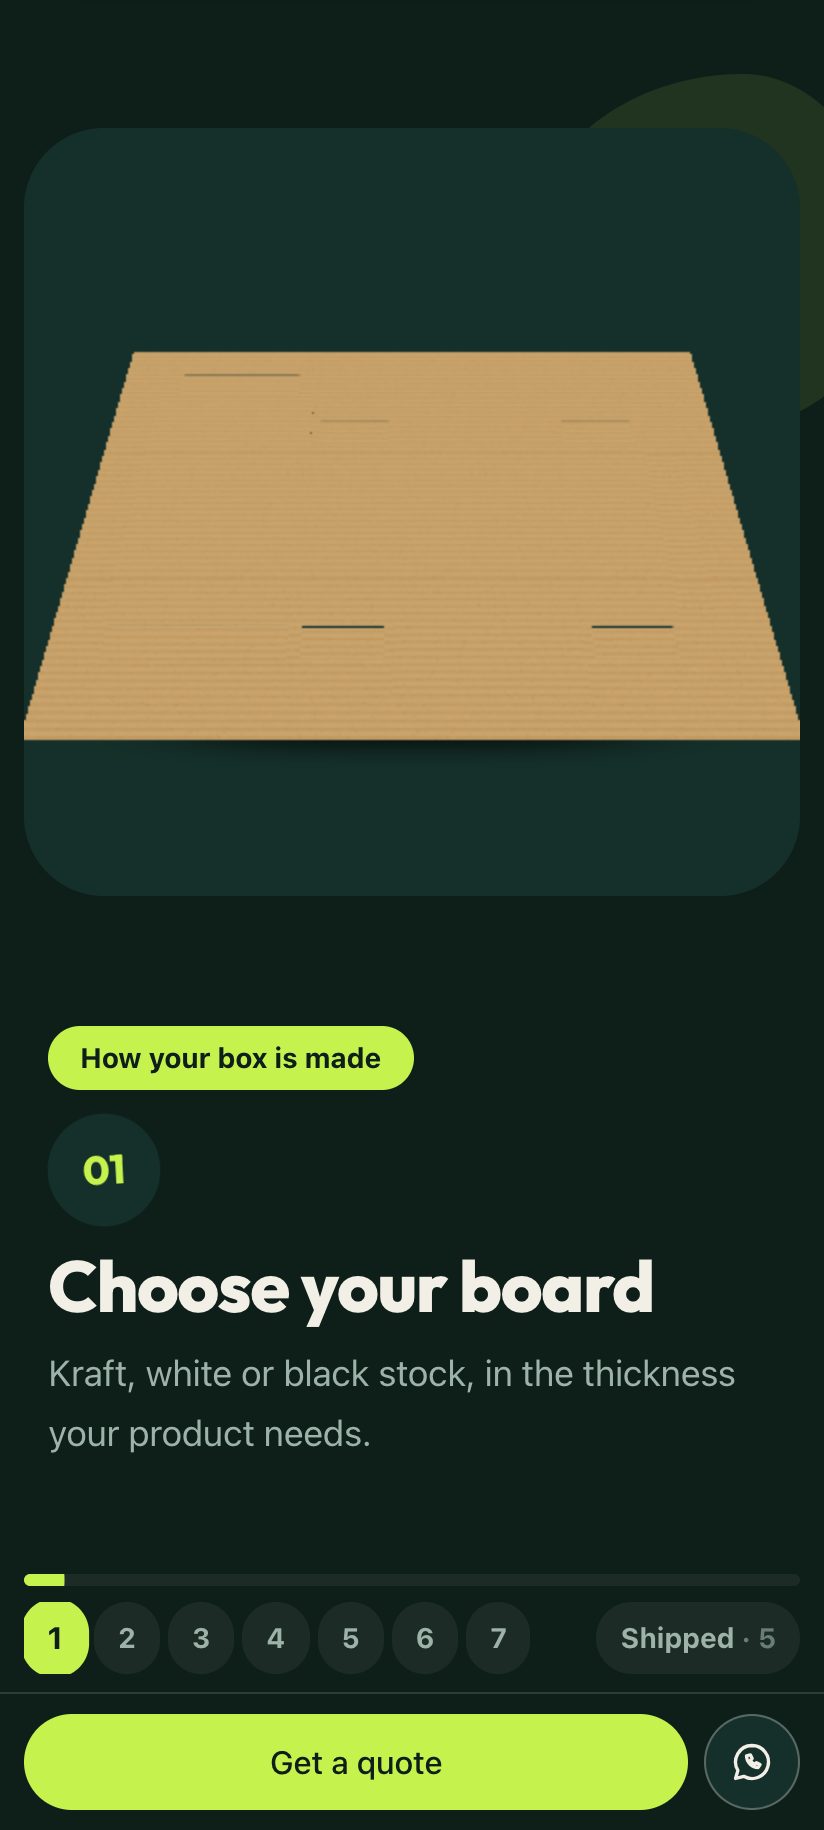 How your box is made
01
Choose your board
Kraft, white or black stock, in the thickness
your product needs.
1 2 3 4 5 6 7 Shipped · 5
Get a quote